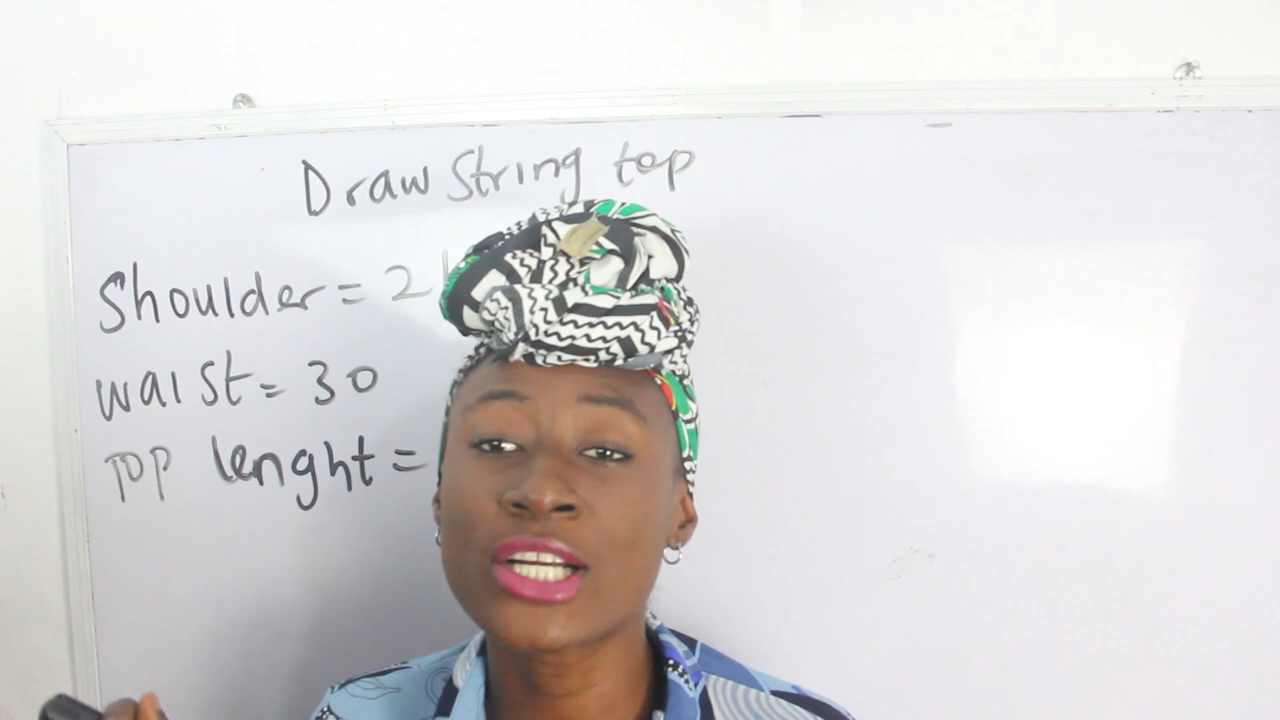 Draw String top
Shoulder = 2
waist = 30
TOP lenght =